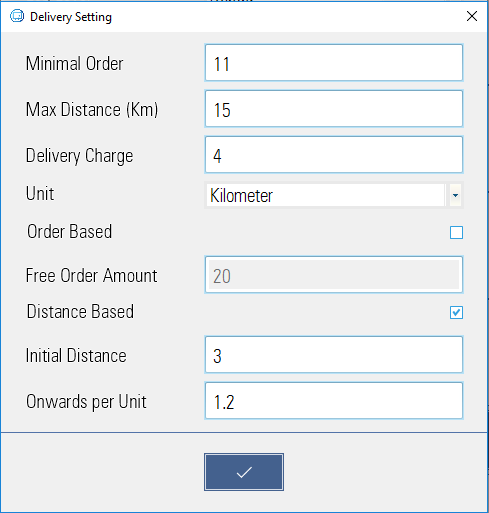 Delivery Setting
Minimal Order 11
Max Distance (Km) 15
Delivery Charge 4
Unit Kilometer
Order Based
Free Order Amount 20
Distance Based
Initial Distance 3
Onwards per Unit 1.2